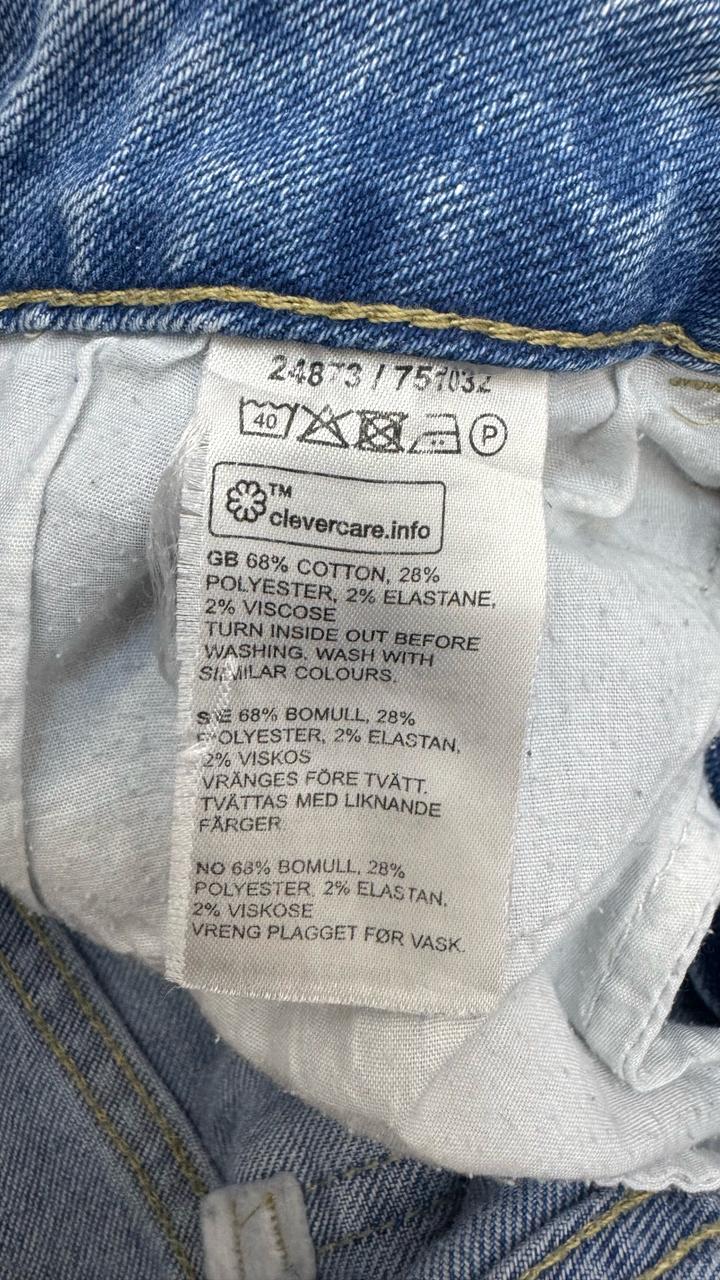 24873 / 751032
40 P
TM
clevercare.info
GB 68% COTTON, 28%
POLYESTER, 2% ELASTANE,
2% VISCOSE
TURN INSIDE OUT BEFORE
WASHING. WASH WITH
SIMILAR COLOURS.
SE 68% BOMULL, 28%
POLYESTER, 2% ELASTAN,
2% VISKOS
VRÄNGES FÖRE TVÄTT.
TVÄTTAS MED LIKNANDE
FÄRGER
NO 68% BOMULL, 28%
POLYESTER, 2% ELASTAN,
2% VISKOSE
VRENG PLAGGET FØR VASK.